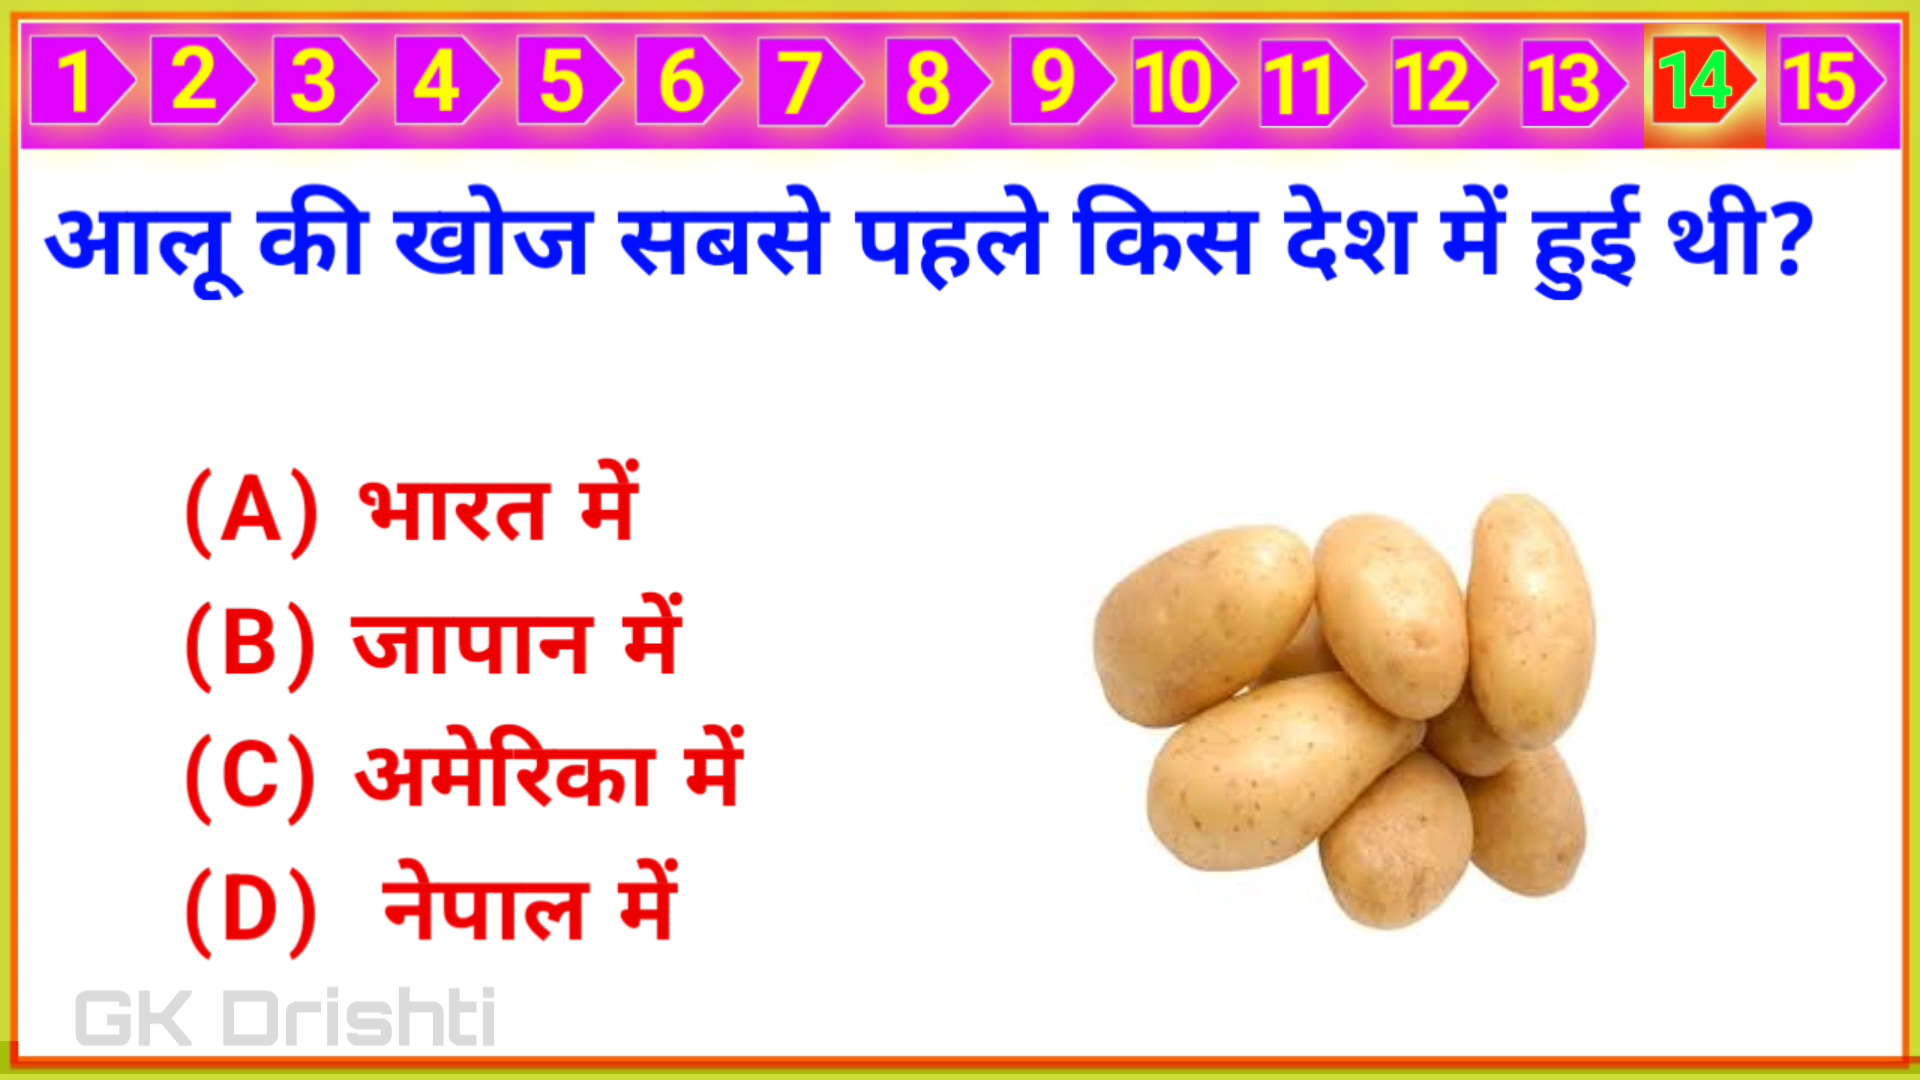 1 2 3 4 5 6 7 8 9 10 11 12 13 14 15
आलू की खोज सबसे पहले किस देश में हुई थी?
(A) भारत में
(B) जापान में
(C) अमेरिका में
(D) नेपाल में
GK Drishti